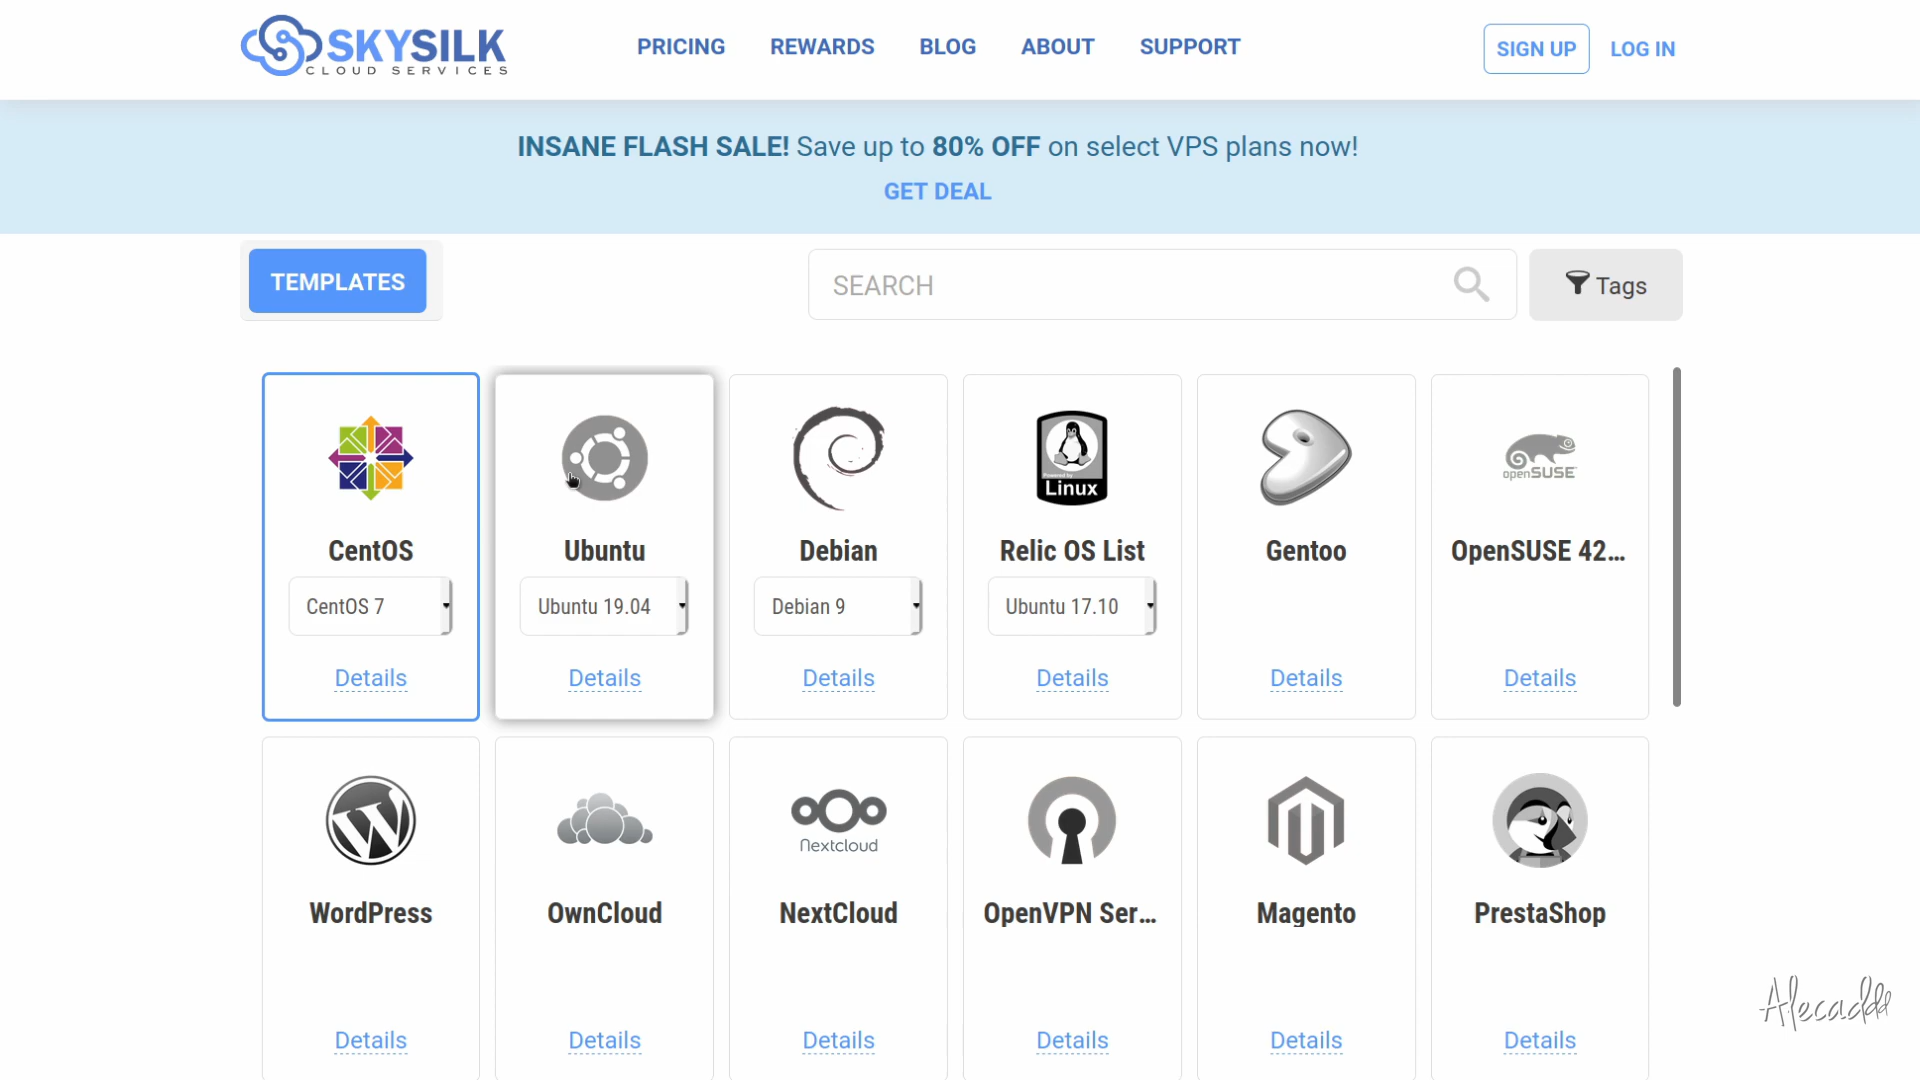 SKYSILK
CLOUD SERVICES
PRICING
REWARDS
BLOG
ABOUT
SUPPORT
SIGN UP
LOG IN
INSANE FLASH SALE! Save up to 80% OFF on select VPS plans now!
GET DEAL
TEMPLATES
SEARCH
Tags
Powered by
Linux
openSUSE
CentOS
Ubuntu
Debian
Relic OS List
Gentoo
OpenSUSE 42...
CentOS 7
Ubuntu 19.04
Debian 9
Ubuntu 17.10
Details
Details
Details
Details
Details
Details
Nextcloud
WordPress
OwnCloud
NextCloud
OpenVPN Ser...
Magento
PrestaShop
Alecaddd
Details
Details
Details
Details
Details
Details